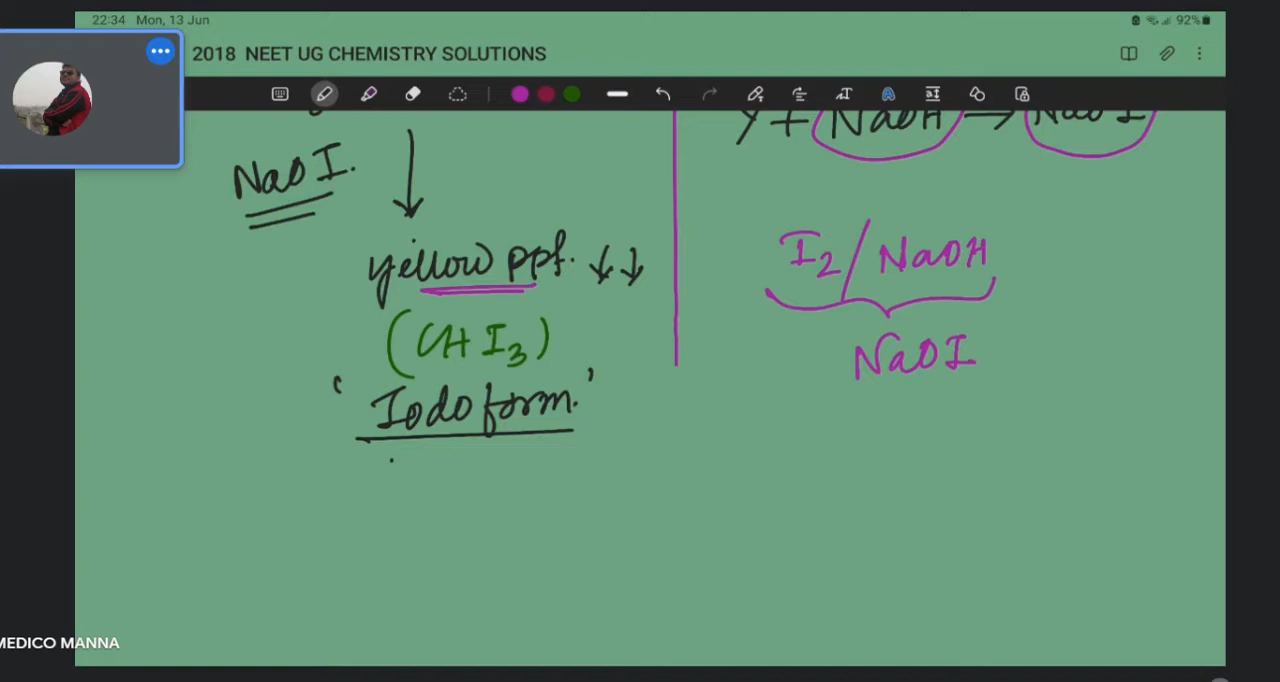 22:34 Mon, 13 Jun
92%
2018 NEET UG CHEMISTRY SOLUTIONS
Y + NaOH → NaOI
NaOI.
yellow ppt. ↓↓
(CHI3)
' Iodoform. '
I2/NaOH
NaOI
MEDICO MANNA